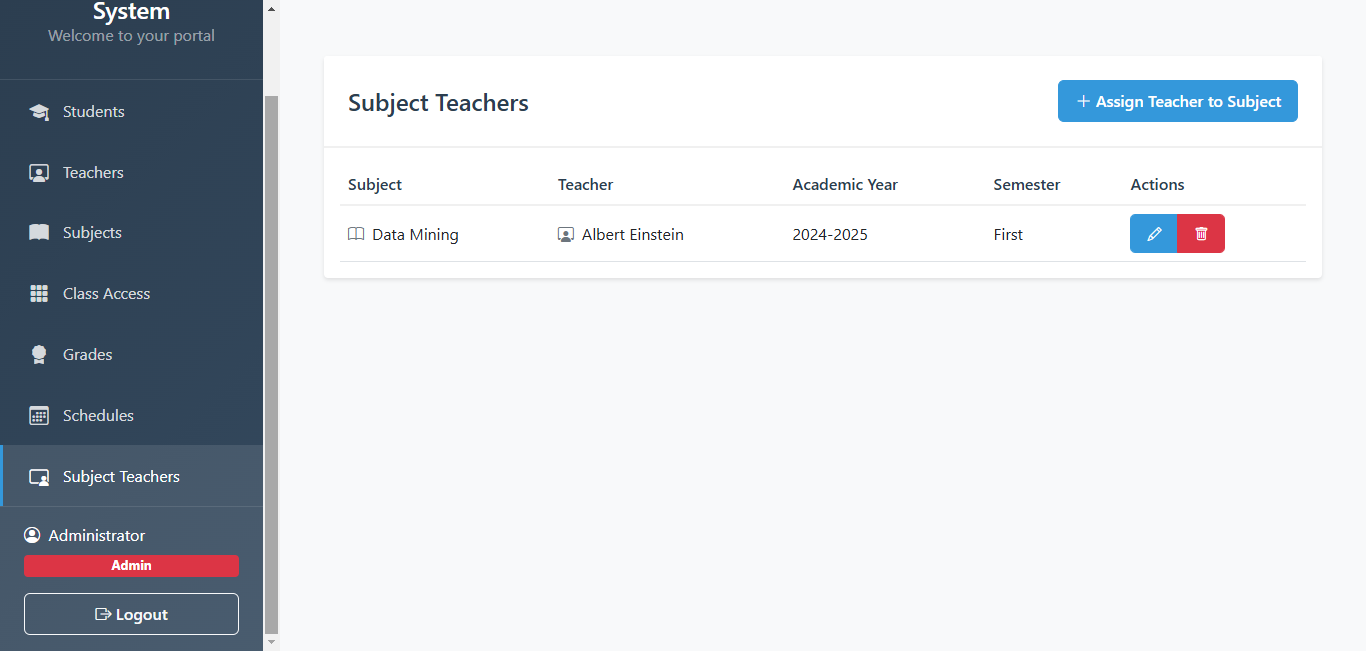 System
Welcome to your portal
Students
Teachers
Subjects
Class Access
Grades
Schedules
Subject Teachers
Administrator
Admin
Logout
Subject Teachers
Assign Teacher to Subject
Subject Teacher Academic Year Semester Actions
Data Mining Albert Einstein 2024-2025 First